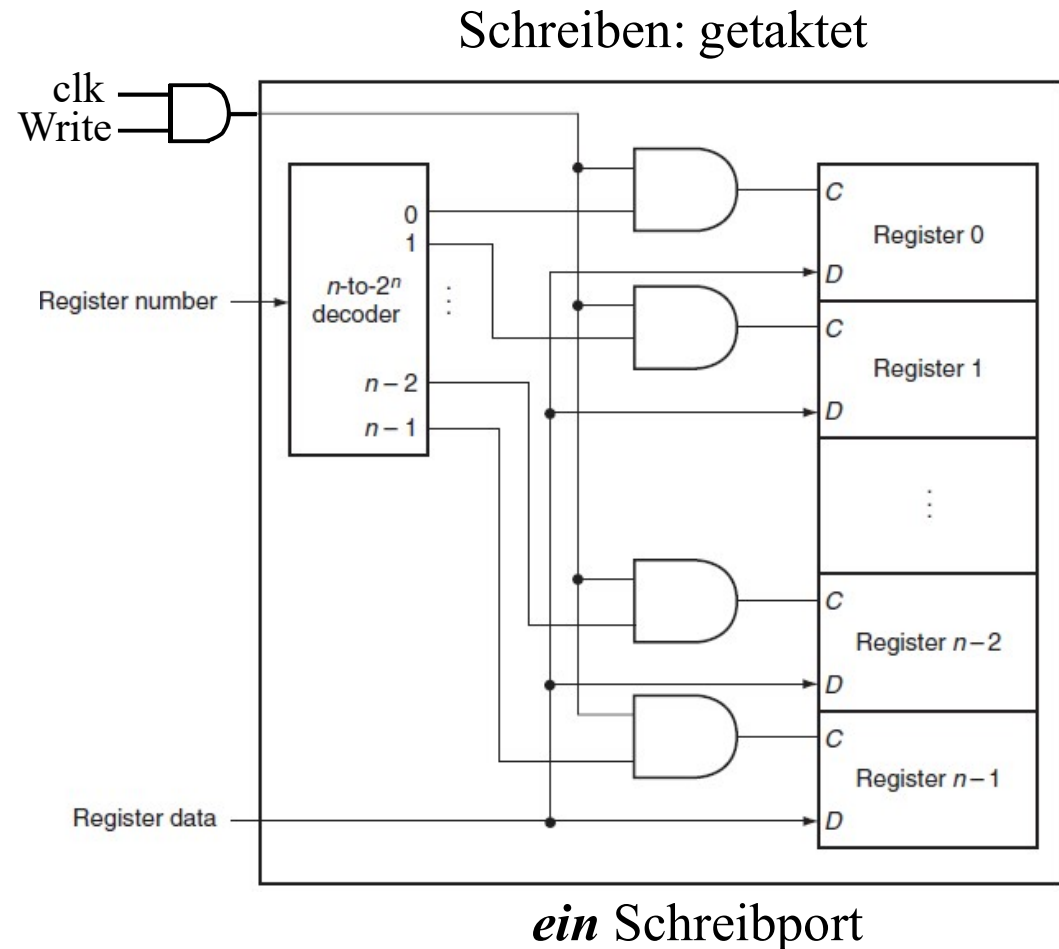 Schreiben: getaktet
clk
Write
C
0
Register 0
1
D
n-to-2ⁿ
decoder
⋮
Register number
C
Register 1
n – 2
D
n – 1
⋮
C
Register n – 2
D
C
Register n – 1
Register data
D
ein Schreibport